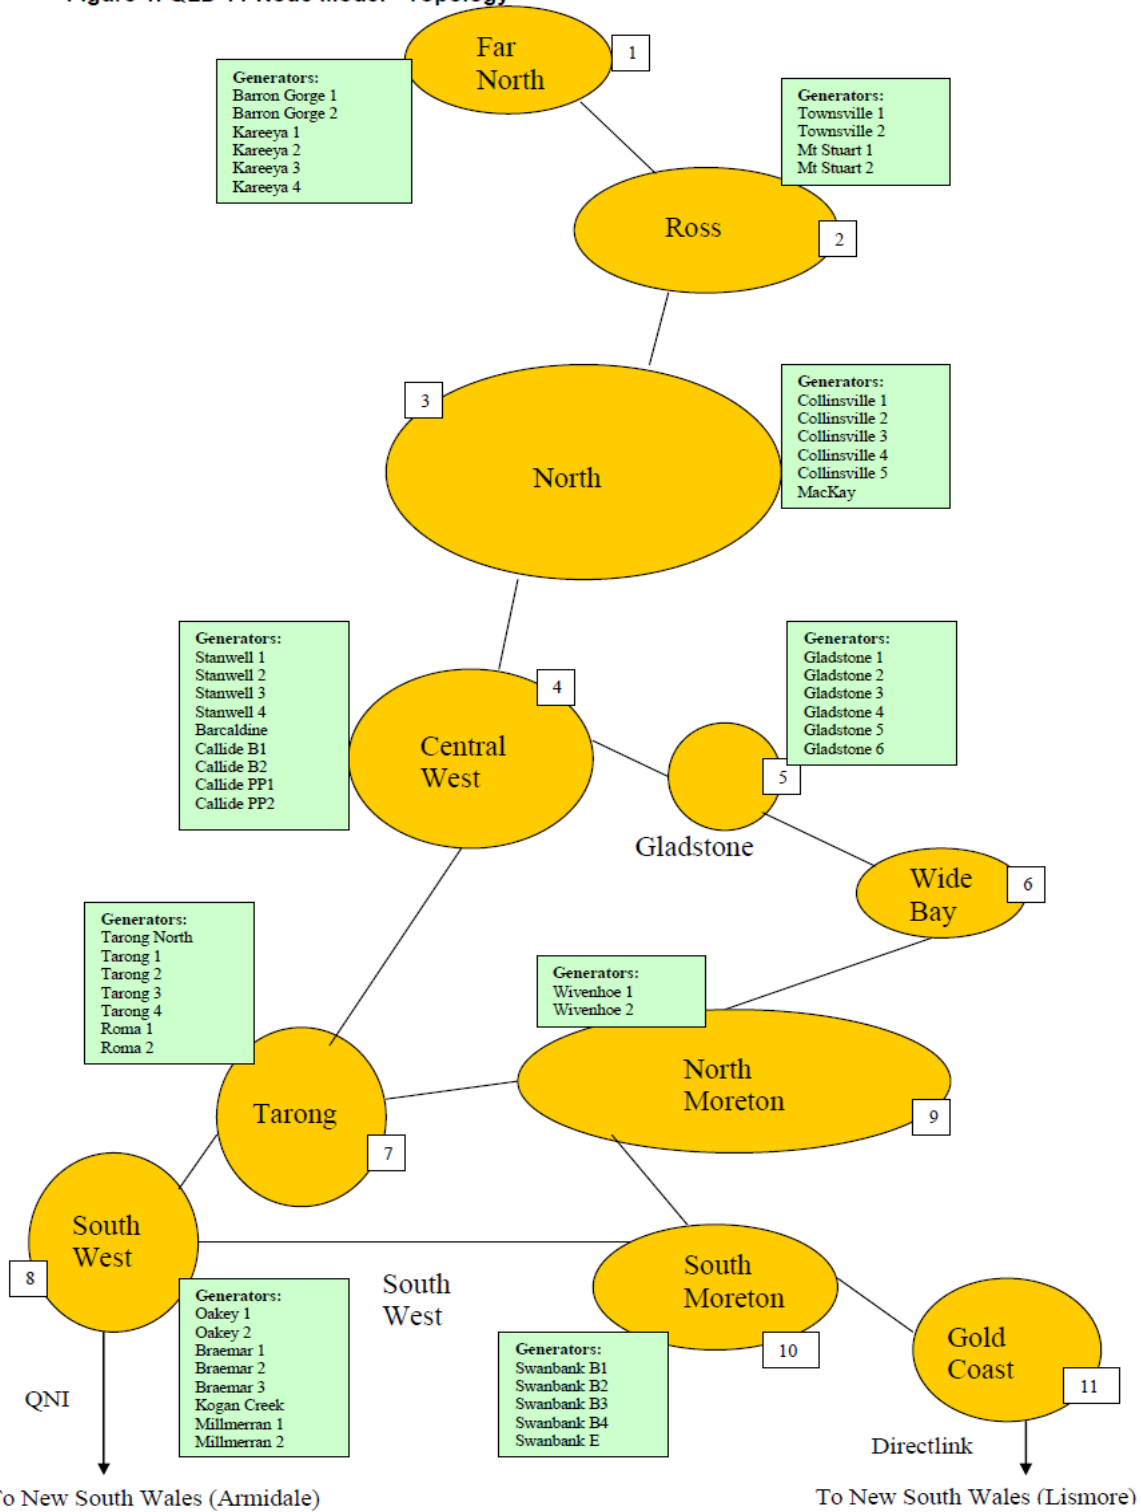 Far
North
1
Generators:
Barron Gorge 1
Barron Gorge 2
Kareeya 1
Kareeya 2
Kareeya 3
Kareeya 4
Generators:
Townsville 1
Townsville 2
Mt Stuart 1
Mt Stuart 2
Ross
2
3
North
Generators:
Collinsville 1
Collinsville 2
Collinsville 3
Collinsville 4
Collinsville 5
MacKay
Generators:
Stanwell 1
Stanwell 2
Stanwell 3
Stanwell 4
Barcaldine
Callide B1
Callide B2
Callide PP1
Callide PP2
4
Central
West
Generators:
Gladstone 1
Gladstone 2
Gladstone 3
Gladstone 4
Gladstone 5
Gladstone 6
5
Gladstone
Wide
Bay
6
Generators:
Tarong North
Tarong 1
Tarong 2
Tarong 3
Tarong 4
Roma 1
Roma 2
Generators:
Wivenhoe 1
Wivenhoe 2
North
Moreton
9
Tarong
7
South
West
8
Generators:
Oakey 1
Oakey 2
Braemar 1
Braemar 2
Braemar 3
Kogan Creek
Millmerran 1
Millmerran 2
South
West
South
Moreton
10
Generators:
Swanbank B1
Swanbank B2
Swanbank B3
Swanbank B4
Swanbank E
Gold
Coast
11
QNI
Directlink
To New South Wales (Armidale)
To New South Wales (Lismore)